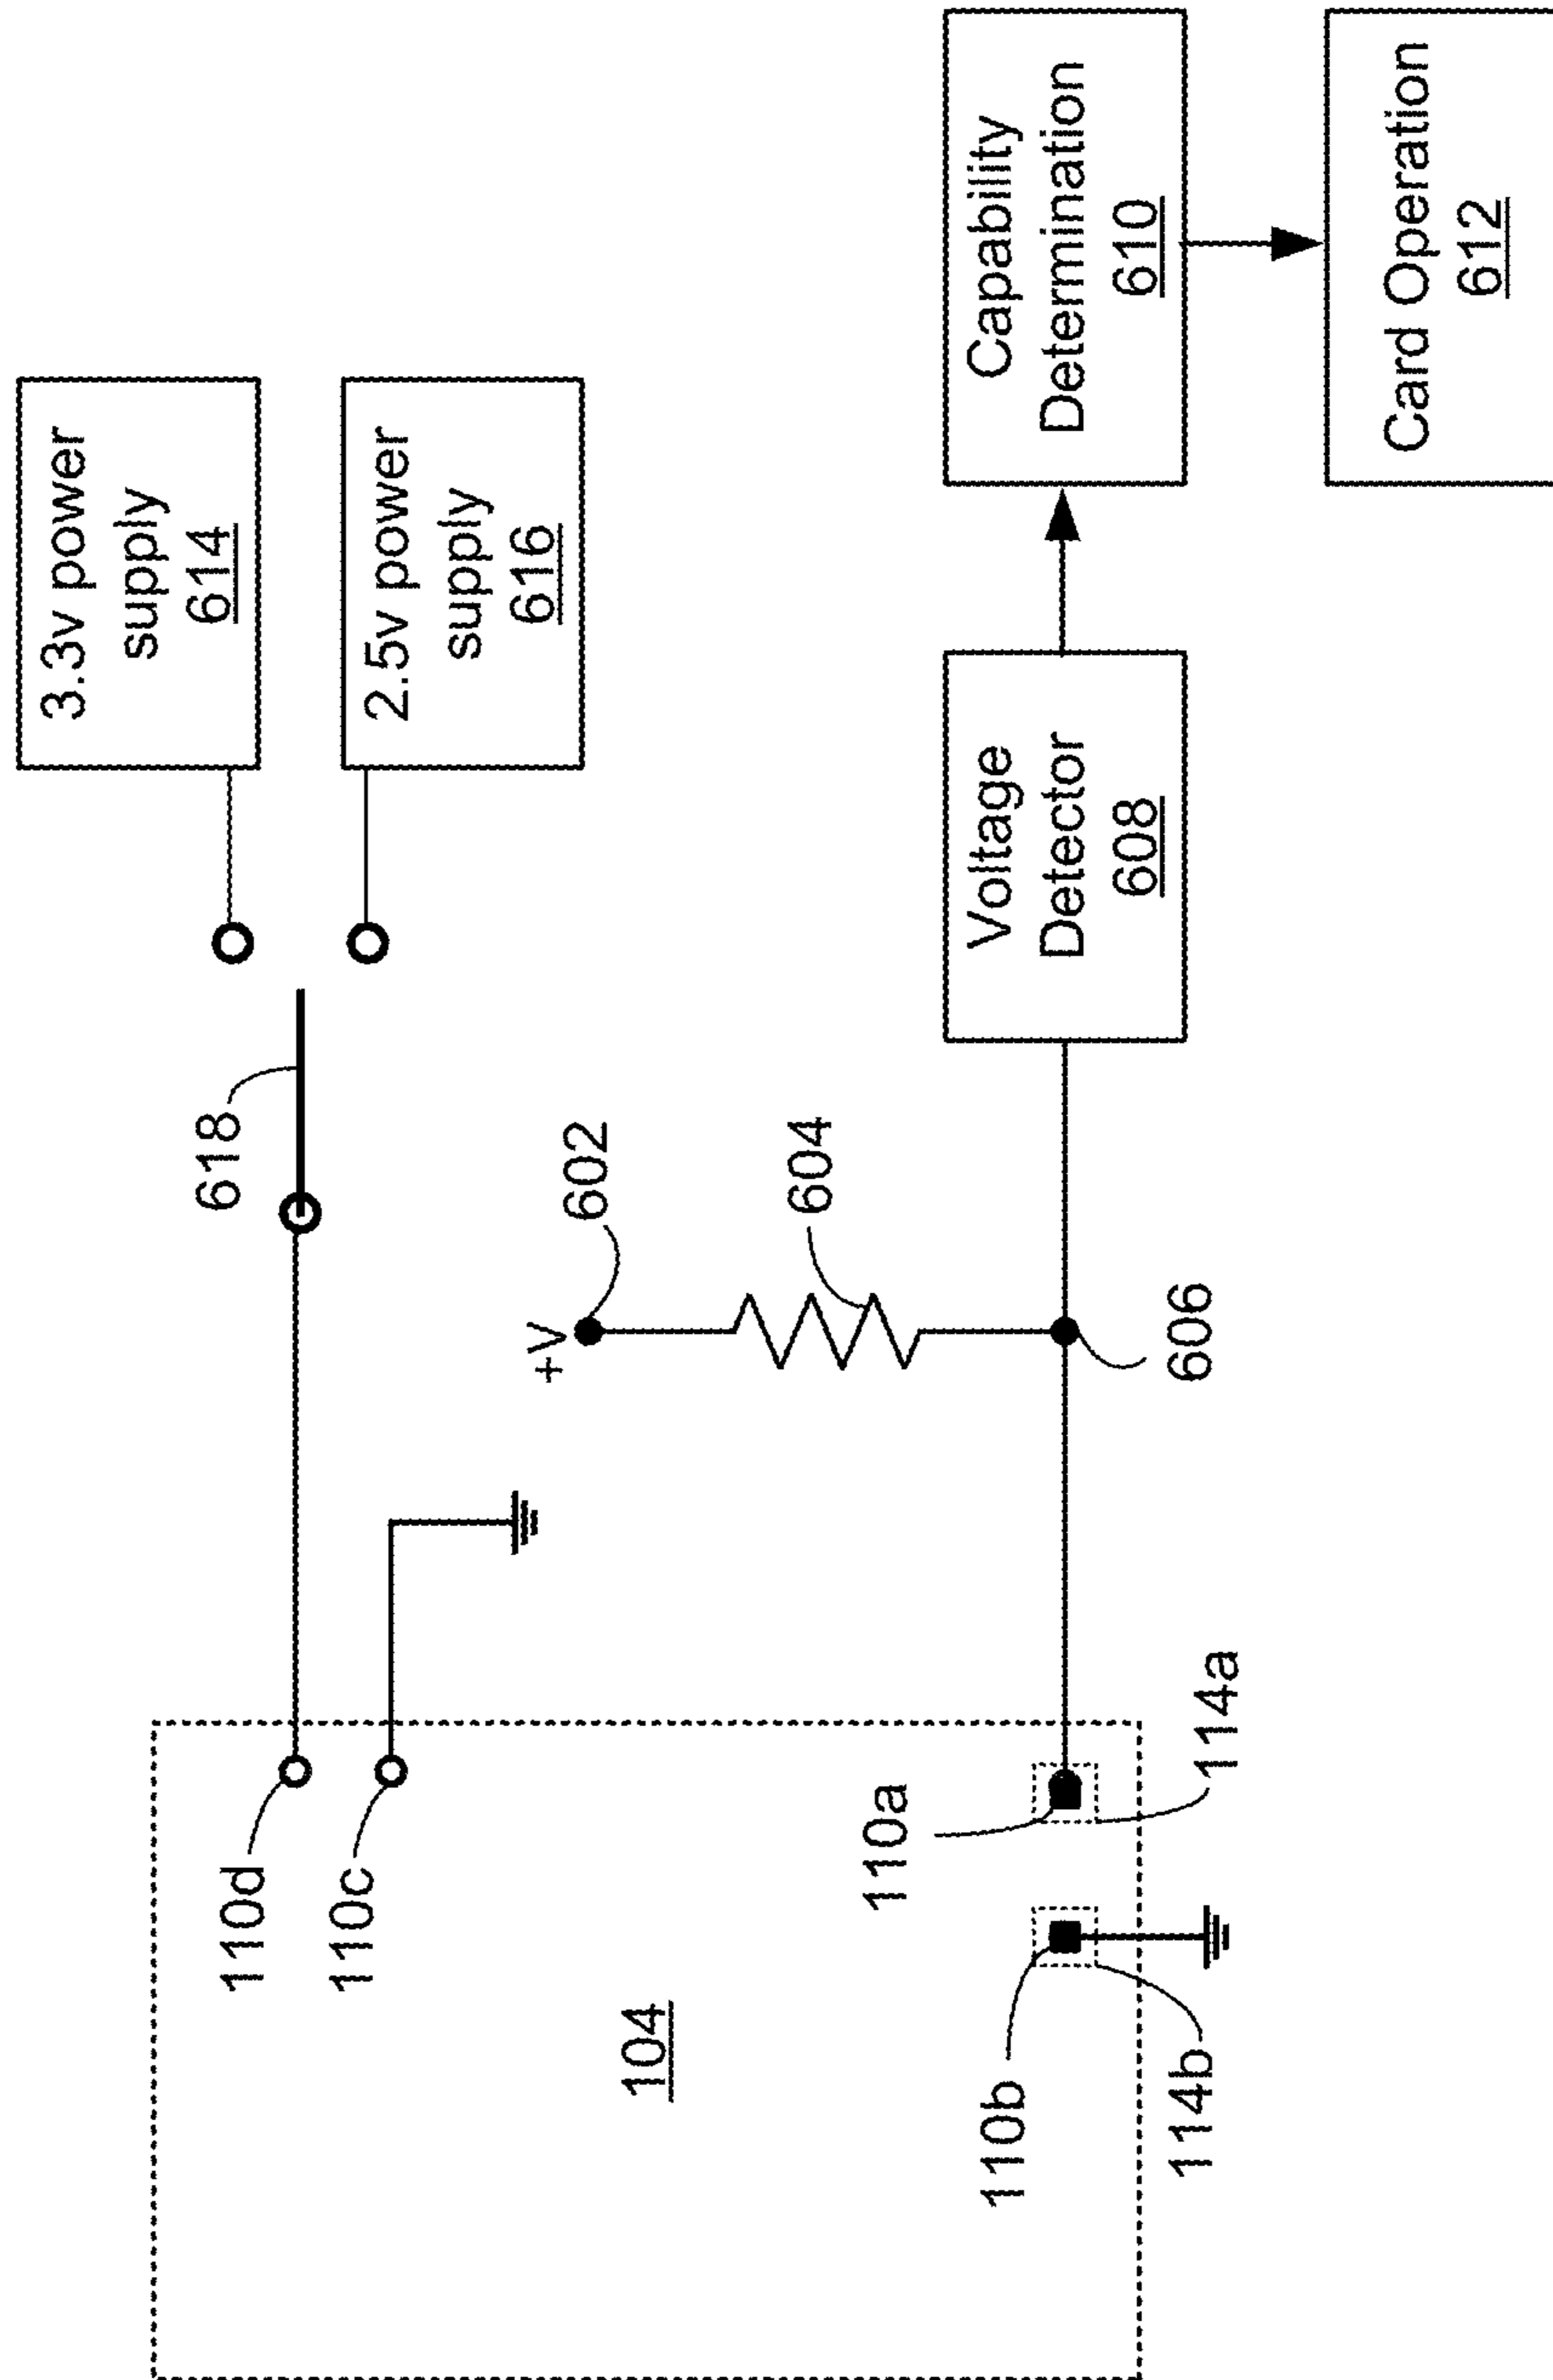 3.3v power
supply
614
2.5v power
supply
616
618
+V
602
604
606
110d
110c
104
110a
110b
114a
114b
Voltage
Detector
608
Capability
Determination
610
Card Operation
612